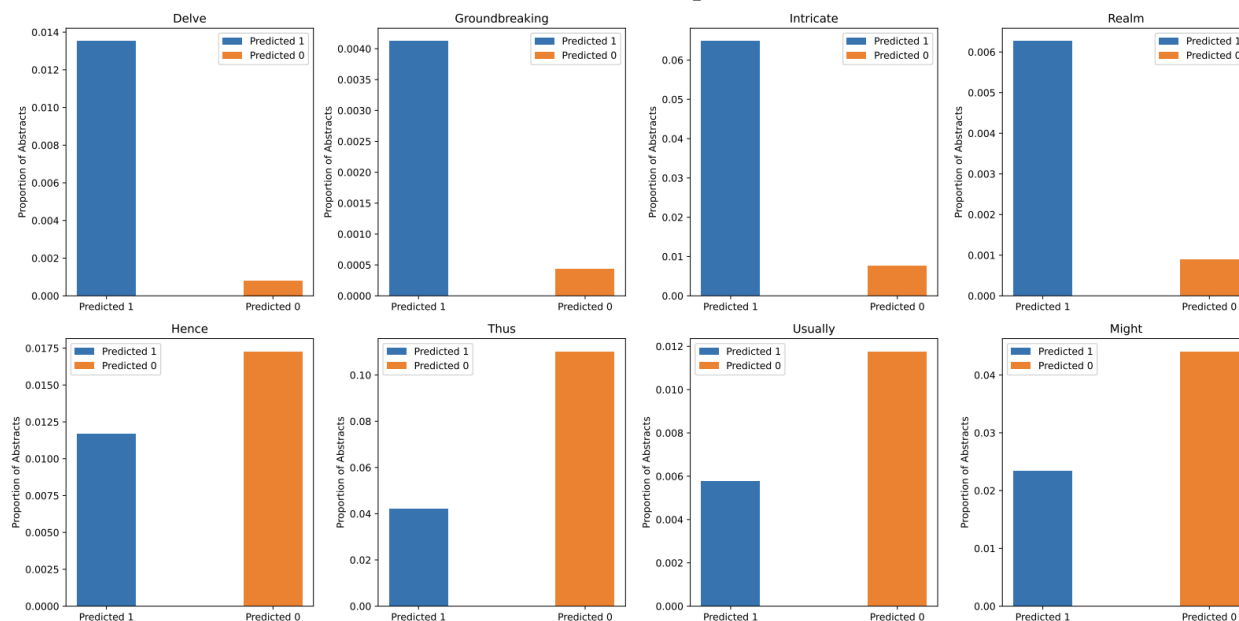 Delve
Predicted 1
Predicted 0
Proportion of Abstracts
0.014
0.012
0.010
0.008
0.006
0.004
0.002
0.000
Predicted 1
Predicted 0
Groundbreaking
Predicted 1
Predicted 0
Proportion of Abstracts
0.0040
0.0035
0.0030
0.0025
0.0020
0.0015
0.0010
0.0005
0.0000
Predicted 1
Predicted 0
Intricate
Predicted 1
Predicted 0
Proportion of Abstracts
0.06
0.05
0.04
0.03
0.02
0.01
0.00
Predicted 1
Predicted 0
Realm
Predicted 1
Predicted 0
Proportion of Abstracts
0.006
0.005
0.004
0.003
0.002
0.001
0.000
Predicted 1
Predicted 0
Hence
Predicted 1
Predicted 0
Proportion of Abstracts
0.0175
0.0150
0.0125
0.0100
0.0075
0.0050
0.0025
0.0000
Predicted 1
Predicted 0
Thus
Predicted 1
Predicted 0
Proportion of Abstracts
0.10
0.08
0.06
0.04
0.02
0.00
Predicted 1
Predicted 0
Usually
Predicted 1
Predicted 0
Proportion of Abstracts
0.012
0.010
0.008
0.006
0.004
0.002
0.000
Predicted 1
Predicted 0
Might
Predicted 1
Predicted 0
Proportion of Abstracts
0.04
0.03
0.02
0.01
0.00
Predicted 1
Predicted 0